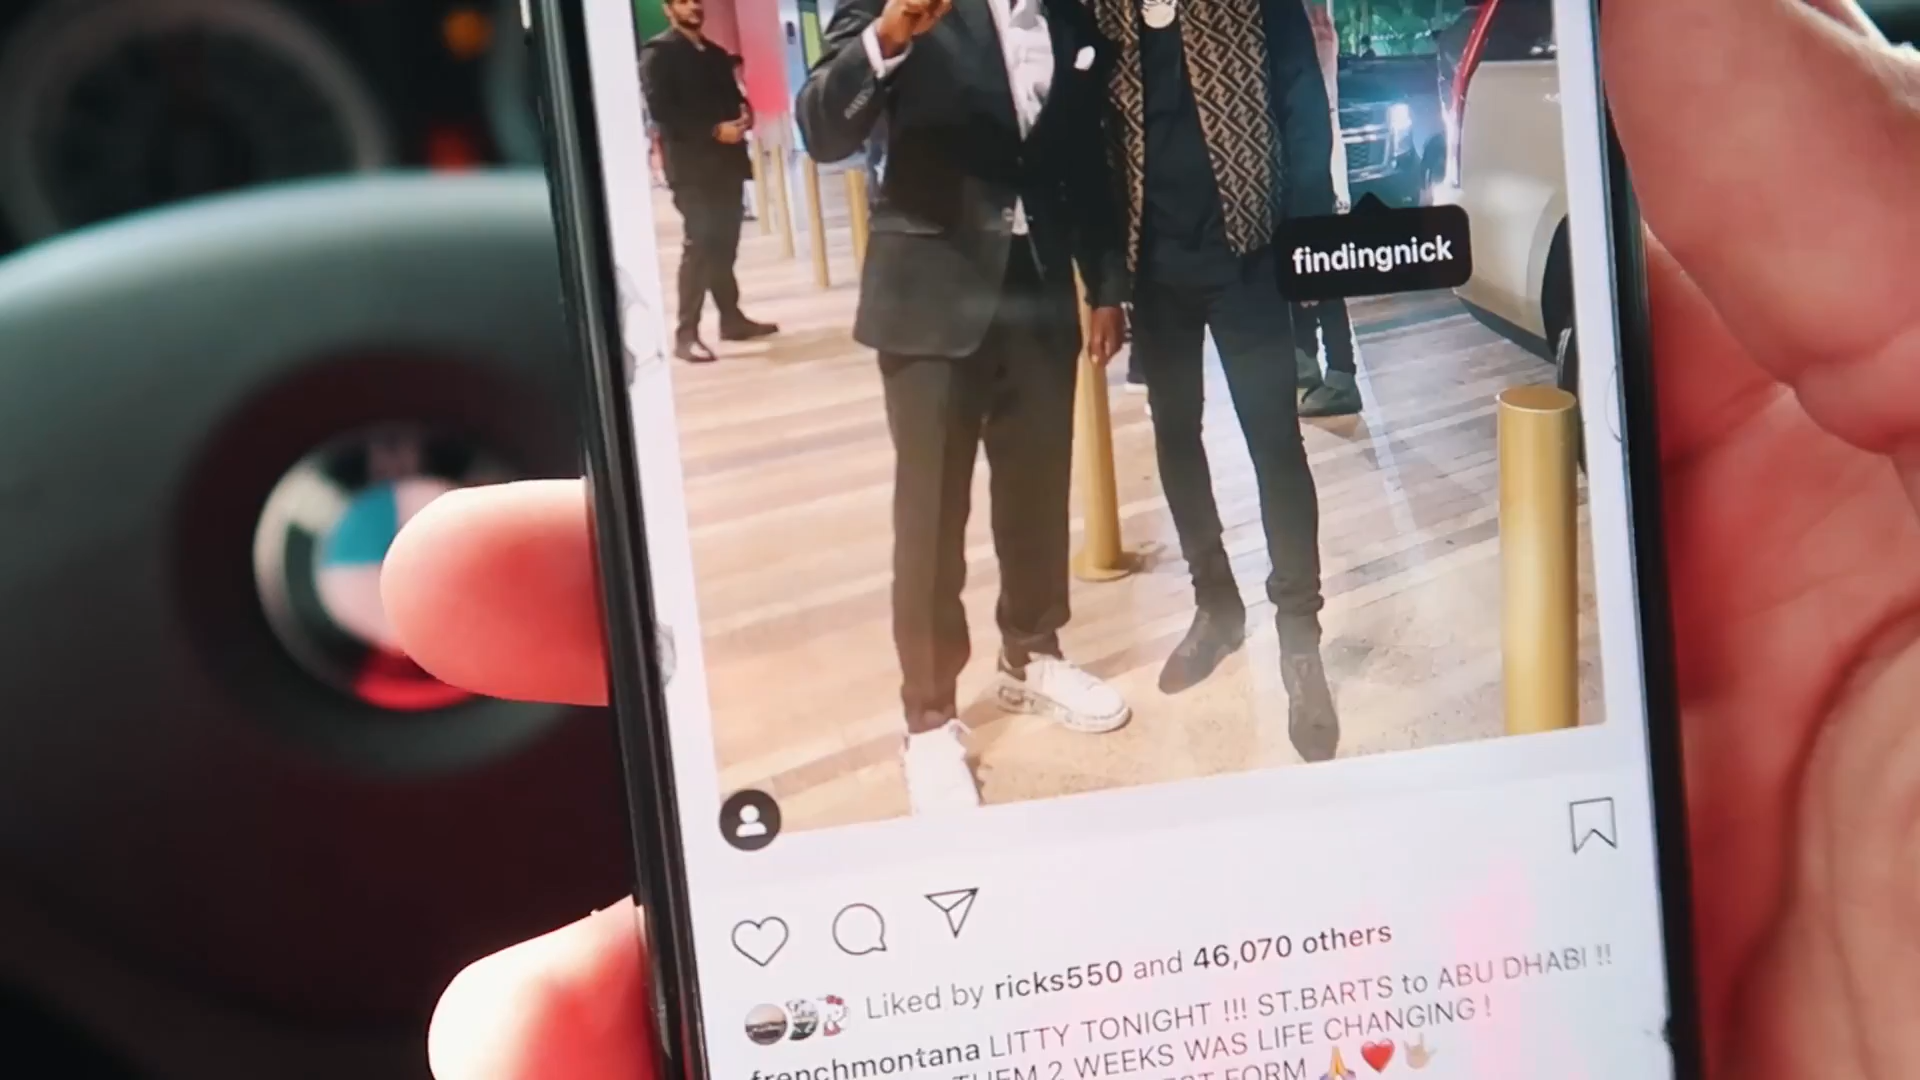 findingnick
Liked by ricks550 and 46,070 others
frenchmontana LITTY TONIGHT !!! ST.BARTS to ABU DHABI !!
THEM 2 WEEKS WAS LIFE CHANGING !
FORM 🙏❤️🤟🏼